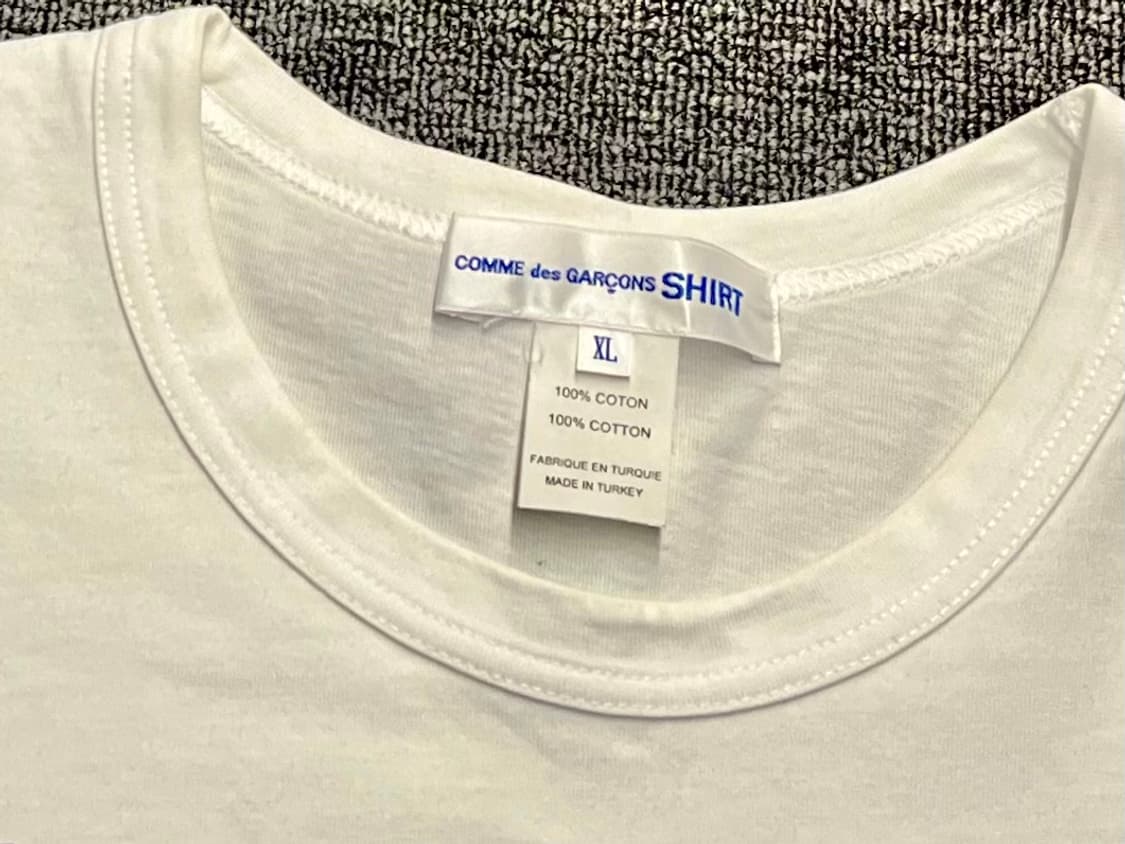 COMME des GARÇONS SHIRT
XL
100% COTON
100% COTTON
FABRIQUE EN TURQUIE
MADE IN TURKEY